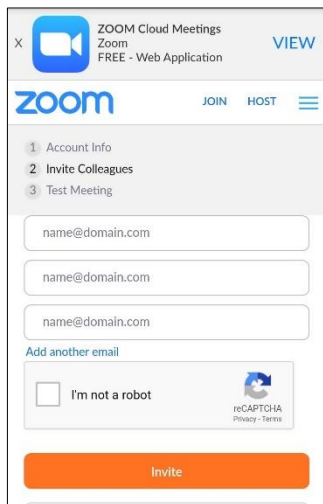 X
ZOOM Cloud Meetings
Zoom
FREE - Web Application
VIEW
zoom
JOIN HOST
1 Account Info
2 Invite Colleagues
3 Test Meeting
name@domain.com
name@domain.com
name@domain.com
Add another email
I'm not a robot
reCAPTCHA
Privacy - Terms
Invite